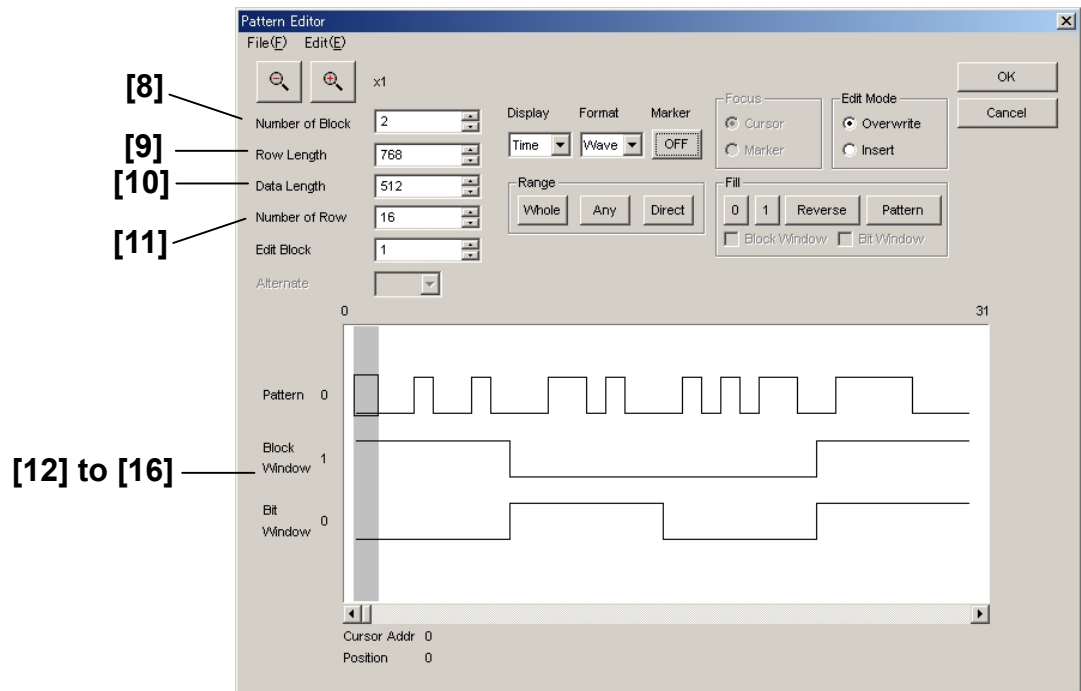 Pattern Editor
File(F) Edit(E)
x1
OK
Cancel
[8]
Number of Block 2
[9]
Row Length 768
[10]
Data Length 512
[11]
Number of Row 16
Edit Block 1
Alternate
Display Format Marker
Time Wave OFF
Focus
Cursor
Marker
Edit Mode
Overwrite
Insert
Range
Whole Any Direct
Fill
0 1 Reverse Pattern
Block Window Bit Window
0 31
Pattern 0
[12] to [16]
Block
Window 1
Bit
Window 0
Cursor Addr 0
Position 0